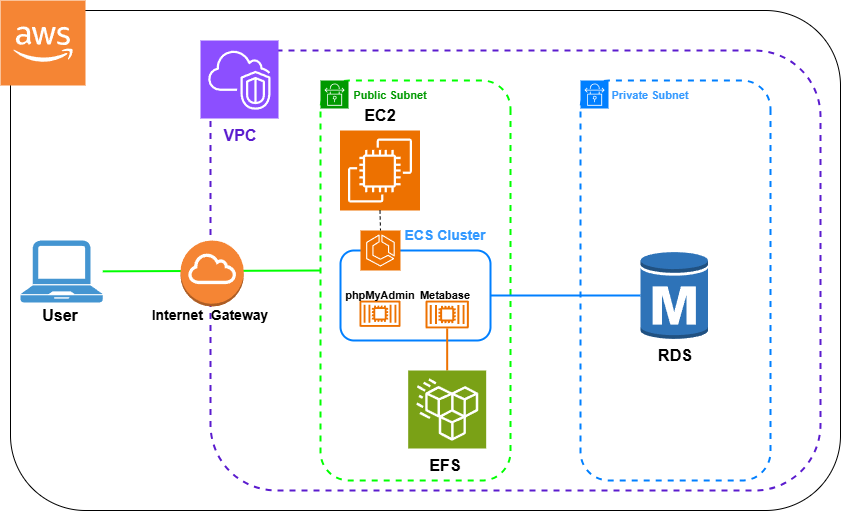 aws
VPC
Public Subnet
EC2
Private Subnet
ECS Cluster
phpMyAdmin
Metabase
User
Internet Gateway
M
RDS
EFS